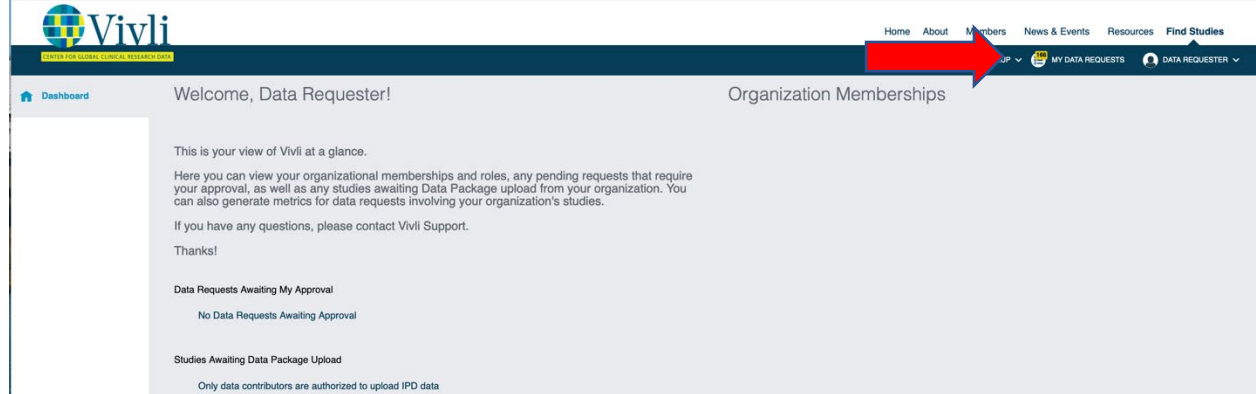 Vivli
CENTER FOR GLOBAL CLINICAL RESEARCH DATA
Home About Members News & Events Resources Find Studies
UP 166 MY DATA REQUESTS DATA REQUESTER
Dashboard
Welcome, Data Requester!
Organization Memberships
This is your view of Vivli at a glance.
Here you can view your organizational memberships and roles, any pending requests that require
your approval, as well as any studies awaiting Data Package upload from your organization. You
can also generate metrics for data requests involving your organization's studies.
If you have any questions, please contact Vivli Support.
Thanks!
Data Requests Awaiting My Approval
No Data Requests Awaiting Approval
Studies Awaiting Data Package Upload
Only data contributors are authorized to upload IPD data